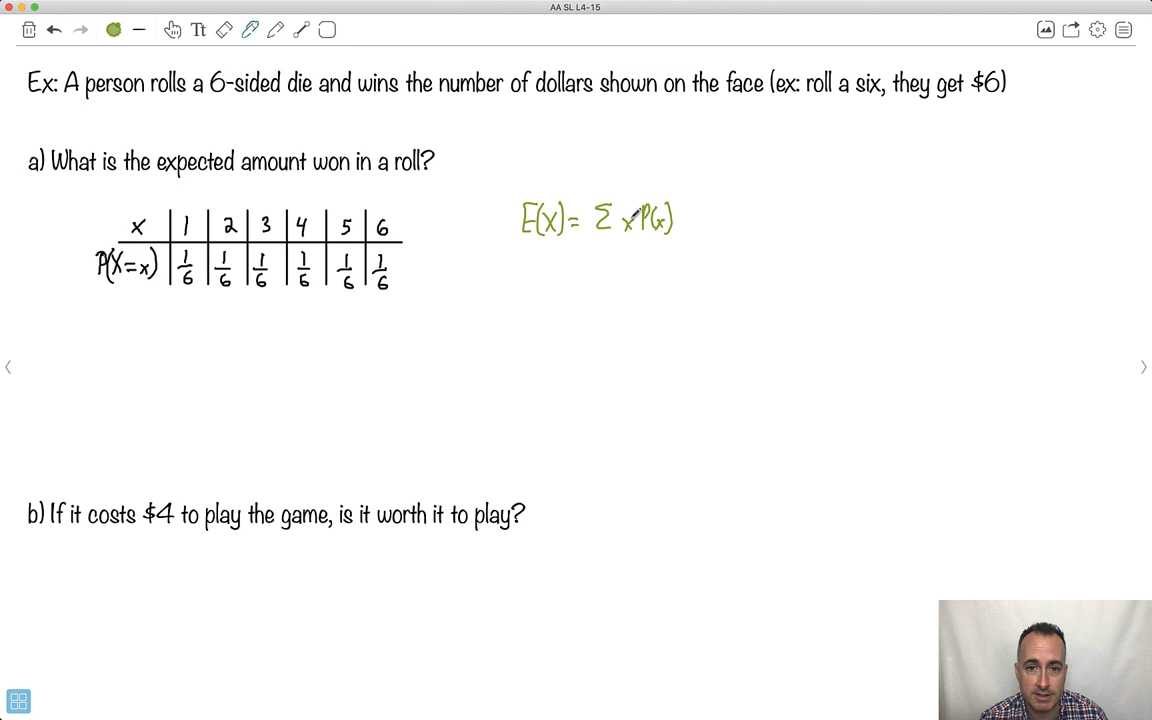 AA SL L4-15
Tt
Ex: A person rolls a 6-sided die and wins the number of dollars shown on the face (ex: roll a six, they get $6)
a) What is the expected amount won in a roll?
x | 1 | 2 | 3 | 4 | 5 | 6
P(X=x) | 1/6 | 1/6 | 1/6 | 1/6 | 1/6 | 1/6
E(X)= Σ xP(x)
b) If it costs $4 to play the game, is it worth it to play?